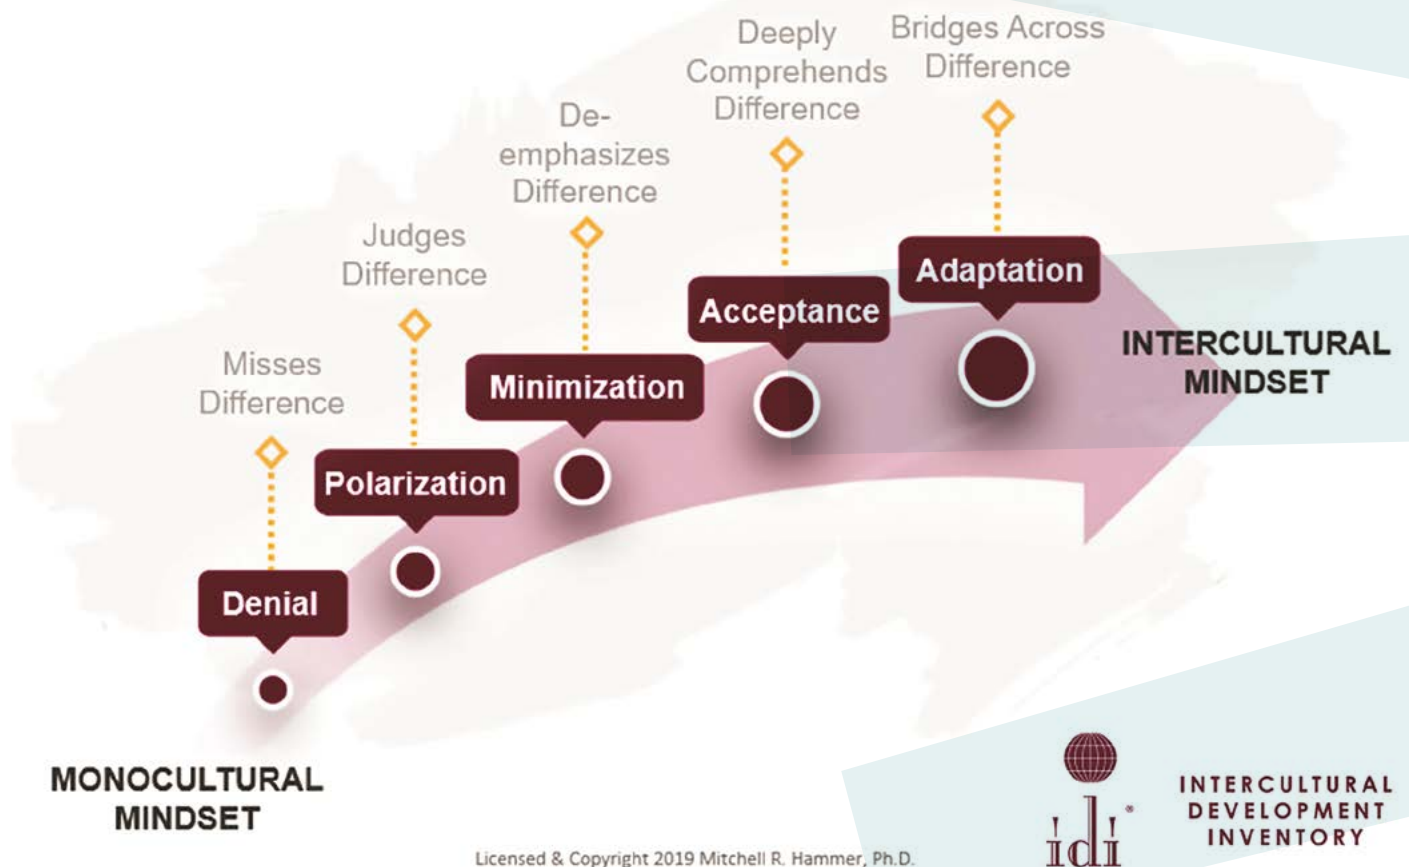 Misses
Difference
Denial
Judges
Difference
Polarization
De-
emphasizes
Difference
Minimization
Deeply
Comprehends
Difference
Acceptance
Bridges Across
Difference
Adaptation
INTERCULTURAL
MINDSET
MONOCULTURAL
MINDSET
idi®
INTERCULTURAL
DEVELOPMENT
INVENTORY
Licensed & Copyright 2019 Mitchell R. Hammer, Ph.D.